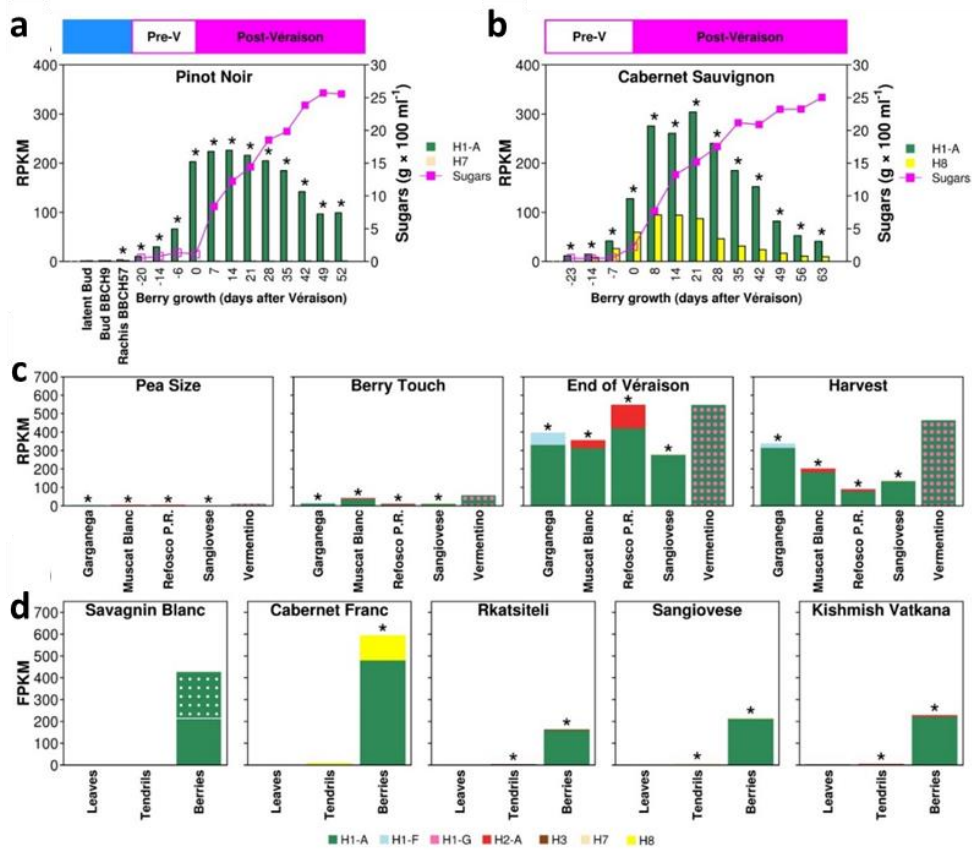 a
Pre-V
Post-Véraison
Pinot Noir
400
300
200
100
0
RPKM
30
25
20
15
10
5
0
Sugars (g × 100 ml⁻¹)
H1-A
H7
Sugars
* * * * * * * * * * * * *
latent Bud
Bud BBCH9
Rachis BBCH57
-20
-14
-6
0
7
14
21
28
35
42
49
52
Berry growth (days after Véraison)
b
Pre-V
Post-Véraison
Cabernet Sauvignon
400
300
200
100
0
RPKM
30
25
20
15
10
5
0
Sugars (g × 100 ml⁻¹)
H1-A
H8
Sugars
* * * * * * * * * * * * *
-23
-14
-7
0
8
14
21
28
35
42
49
56
63
Berry growth (days after Véraison)
c
700
600
500
400
300
200
100
0
RPKM
Pea Size
* * * *
Garganega
Muscat Blanc
Refosco P.R.
Sangiovese
Vermentino
Berry Touch
* * * *
Garganega
Muscat Blanc
Refosco P.R.
Sangiovese
Vermentino
End of Véraison
* * * *
Garganega
Muscat Blanc
Refosco P.R.
Sangiovese
Vermentino
Harvest
* * * *
Garganega
Muscat Blanc
Refosco P.R.
Sangiovese
Vermentino
d
700
600
500
400
300
200
100
0
FPKM
Savagnin Blanc
Leaves
Tendrils
Berries
Cabernet Franc
*
Leaves
Tendrils
Berries
Rkatsiteli
* *
Leaves
Tendrils
Berries
Sangiovese
* *
Leaves
Tendrils
Berries
Kishmish Vatkana
* *
Leaves
Tendrils
Berries
H1-A H1-F H1-G H2-A H3 H7 H8